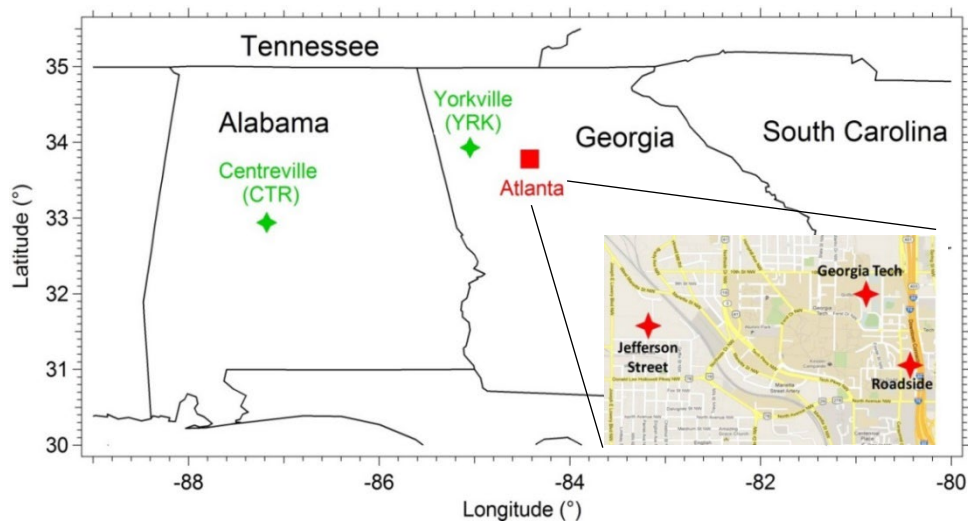 Tennessee
Alabama
Georgia
South Carolina
Yorkville
(YRK)
Centreville
(CTR)
Atlanta
Georgia Tech
Jefferson
Street
Roadside
Latitude (°)
35
34
33
32
31
30
-88
-86
-84
-82
-80
Longitude (°)